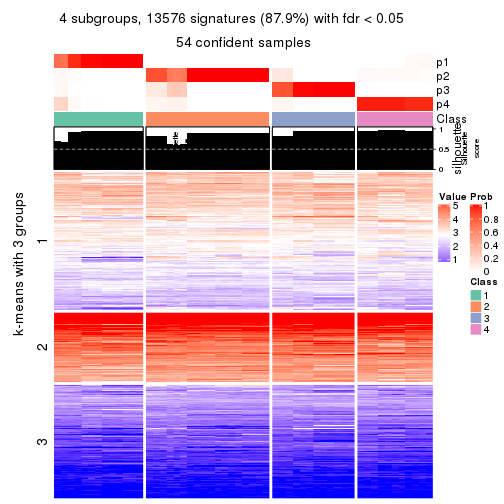 4 subgroups, 13576 signatures (87.9%) with fdr < 0.05
54 confident samples
p1
p2
p3
p4
Class
1
0.5
0
silhouette
Silhouette
score
k-means with 3 groups
1
2
3
Value
5
4
3
2
1
Prob
1
0.8
0.6
0.4
0.2
0
Class
1
2
3
4